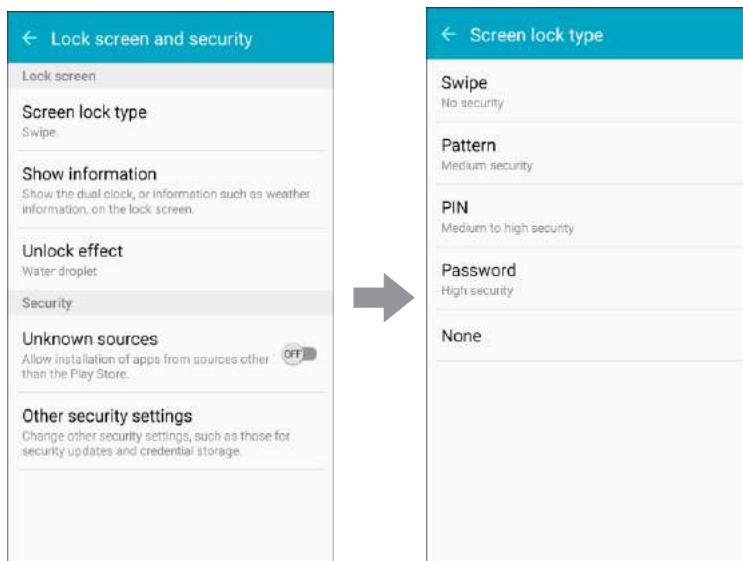 Lock screen and security
Lock screen
Screen lock type
Swipe
Show information
Show the dual clock, or information such as weather
information, on the lock screen.
Unlock effect
Water droplet
Security
Unknown sources
Allow installation of apps from sources other
than the Play Store.
OFF
Other security settings
Change other security settings, such as those for
security updates and credential storage.
Screen lock type
Swipe
No security
Pattern
Medium security
PIN
Medium to high security
Password
High security
None